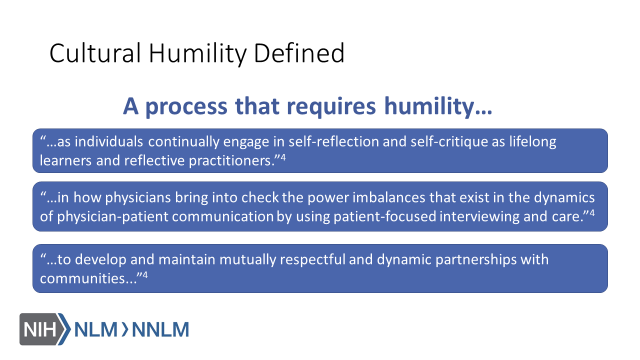 Cultural Humility Defined
A process that requires humility…
“…as individuals continually engage in self-reflection and self-critique as lifelong
learners and reflective practitioners.”⁴
“…in how physicians bring into check the power imbalances that exist in the dynamics
of physician-patient communication by using patient-focused interviewing and care.”⁴
“…to develop and maintain mutually respectful and dynamic partnerships with
communities...”⁴
NIH NLM NNLM